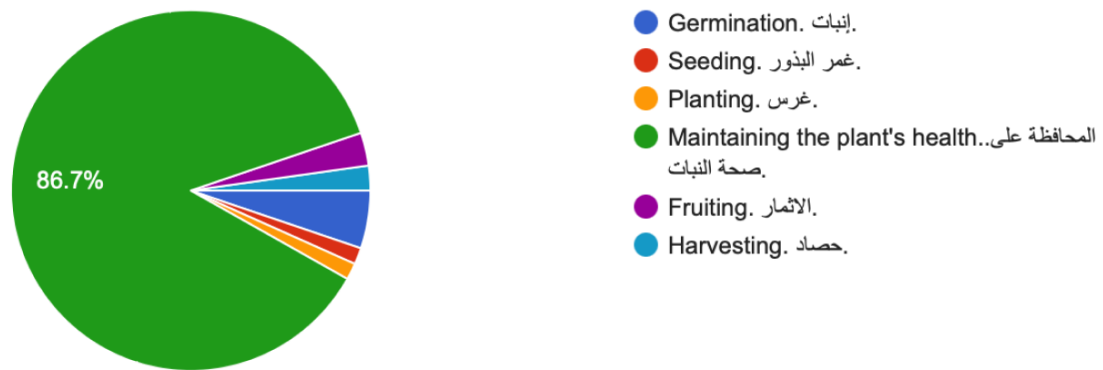 86.7%
Germination. إنبات.
Seeding. غمر البذور.
Planting. غرس.
Maintaining the plant's health..المحافظة على
صحة النبات.
Fruiting. الاثمار.
Harvesting. حصاد.